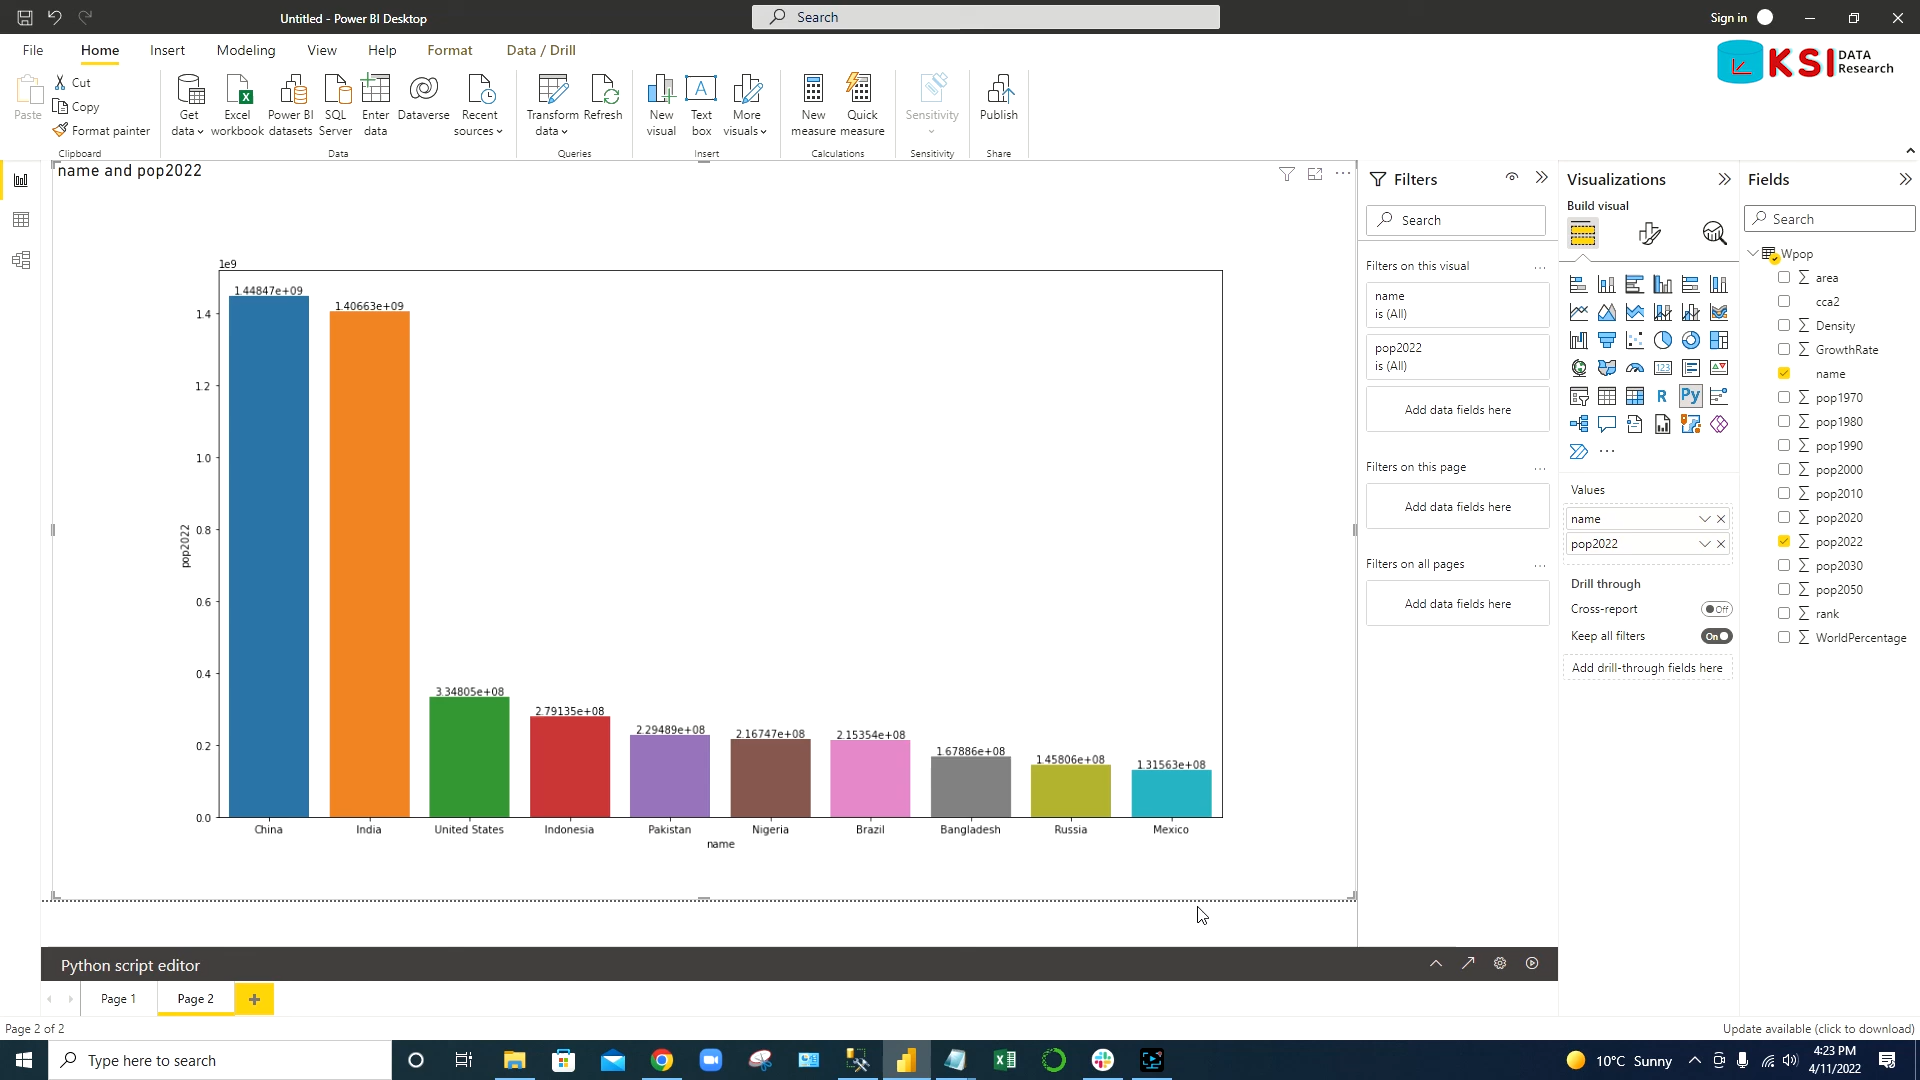 Untitled - Power BI Desktop
Search
Sign in
File
Home
Insert
Modeling
View
Help
Format
Data / Drill
KSI DATA Research
Paste
Cut
Copy
Format painter
Clipboard
Get data
Excel workbook
Power BI datasets
SQL Server
Enter data
Dataverse
Recent sources
Data
Transform data
Refresh
Queries
New visual
Text box
More visuals
Insert
New measure
Quick measure
Calculations
Sensitivity
Sensitivity
Publish
Share
name and pop2022
1e9
1.4
1.2
1.0
0.8
0.6
0.4
0.2
0.0
pop2022
1.44847e+09
1.40663e+09
3.34805e+08
2.79135e+08
2.29489e+08
2.16747e+08
2.15354e+08
1.67886e+08
1.45806e+08
1.31563e+08
China
India
United States
Indonesia
Pakistan
Nigeria
Brazil
Bangladesh
Russia
Mexico
name
Filters
Search
Filters on this visual
name
is (All)
pop2022
is (All)
Add data fields here
Filters on this page
Add data fields here
Filters on all pages
Add data fields here
Visualizations
Build visual
123
R
Py
Values
name
pop2022
Drill through
Cross-report
Off
Keep all filters
On
Add drill-through fields here
Fields
Search
Wpop
area
cca2
Density
GrowthRate
name
pop1970
pop1980
pop1990
pop2000
pop2010
pop2020
pop2022
pop2030
pop2050
rank
WorldPercentage
Python script editor
Page 1
Page 2
Page 2 of 2
Update available (click to download)
Type here to search
10°C Sunny
4:23 PM
4/11/2022